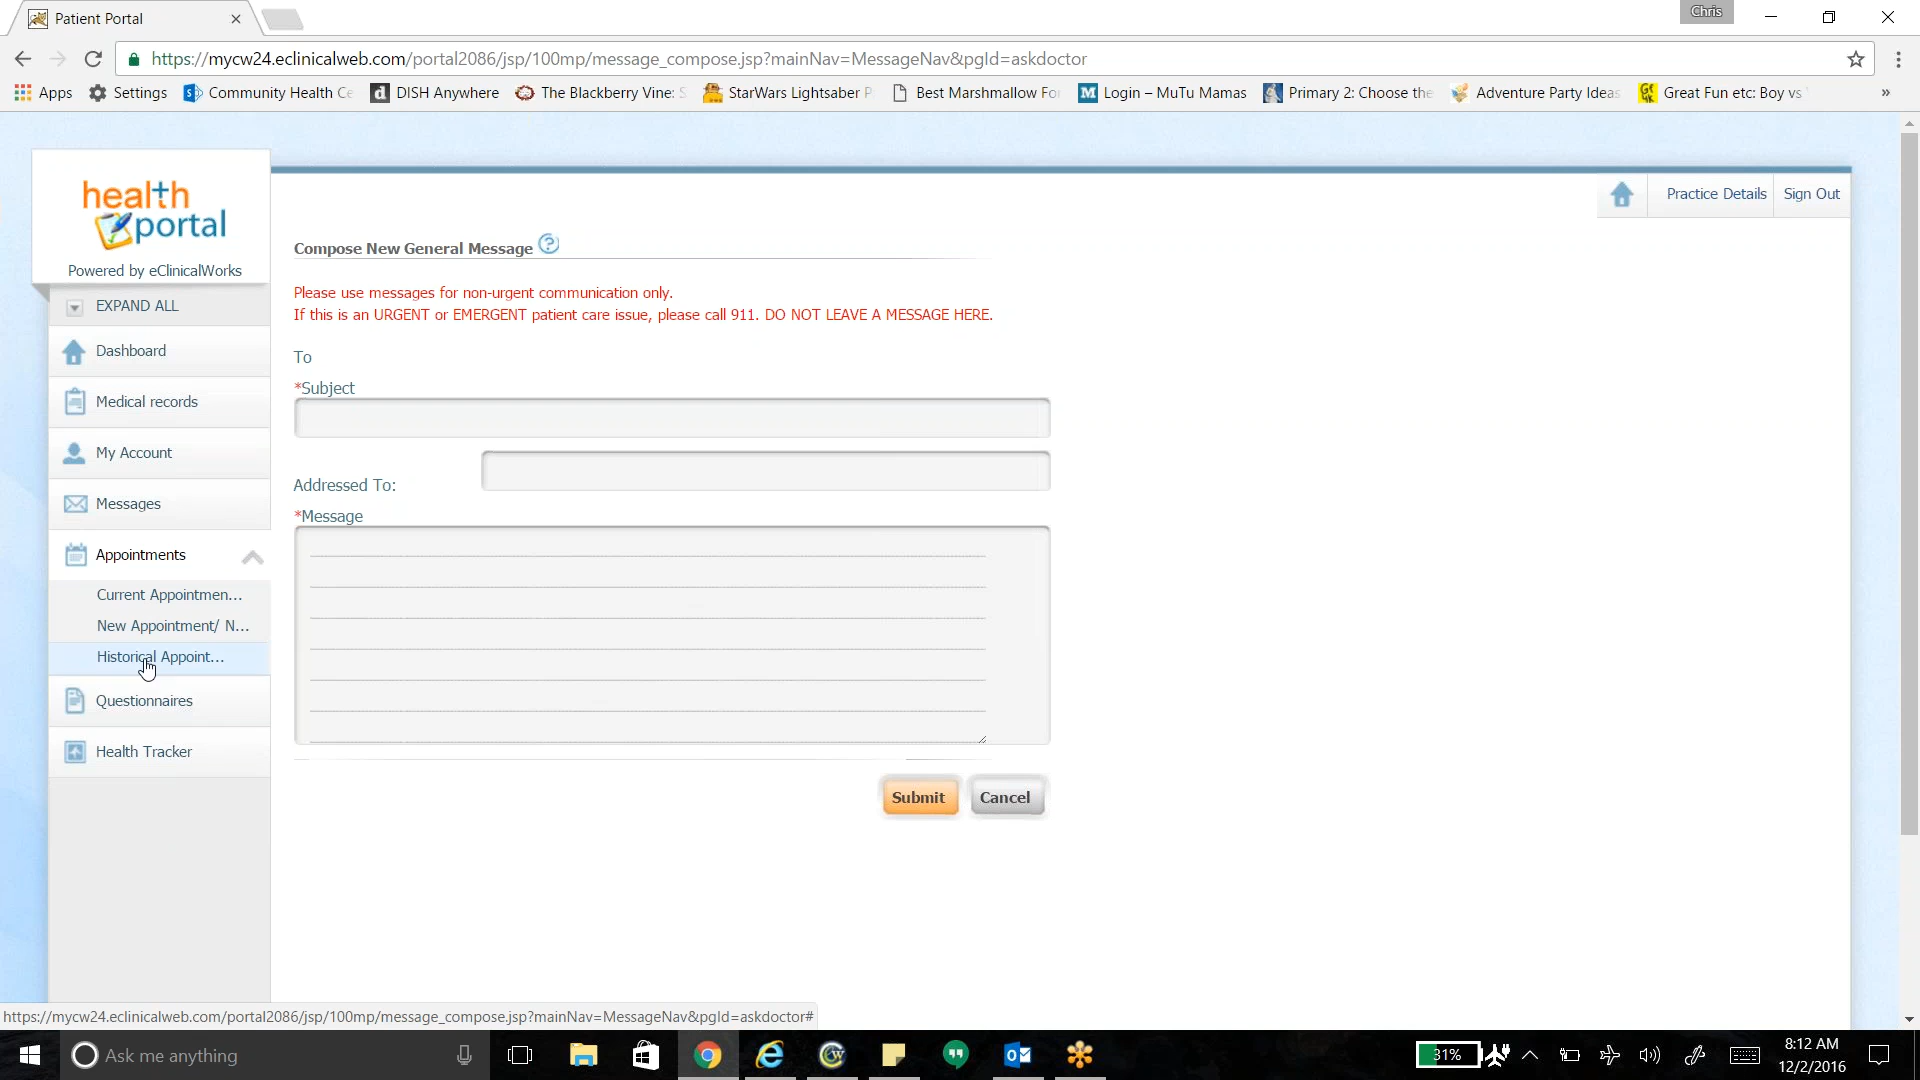 Patient Portal
Chris
https://mycw24.eclinicalweb.com/portal2086/jsp/100mp/message_compose.jsp?mainNav=MessageNav&pgId=askdoctor
Apps Settings Community Health Ce DISH Anywhere The Blackberry Vine: S StarWars Lightsaber P Best Marshmallow Fo Login – MuTu Mamas Primary 2: Choose the Adventure Party Ideas Great Fun etc: Boy vs »
health
portal
Powered by eClinicalWorks
Practice Details Sign Out
EXPAND ALL
Dashboard
Medical records
My Account
Messages
Appointments
Current Appointmen...
New Appointment/ N...
Historical Appoint...
Questionnaires
Health Tracker
Compose New General Message ?
Please use messages for non-urgent communication only.
If this is an URGENT or EMERGENT patient care issue, please call 911. DO NOT LEAVE A MESSAGE HERE.
To
*Subject
Addressed To:
*Message
Submit Cancel
https://mycw24.eclinicalweb.com/portal2086/jsp/100mp/message_compose.jsp?mainNav=MessageNav&pgId=askdoctor#
Ask me anything
31%
8:12 AM
12/2/2016